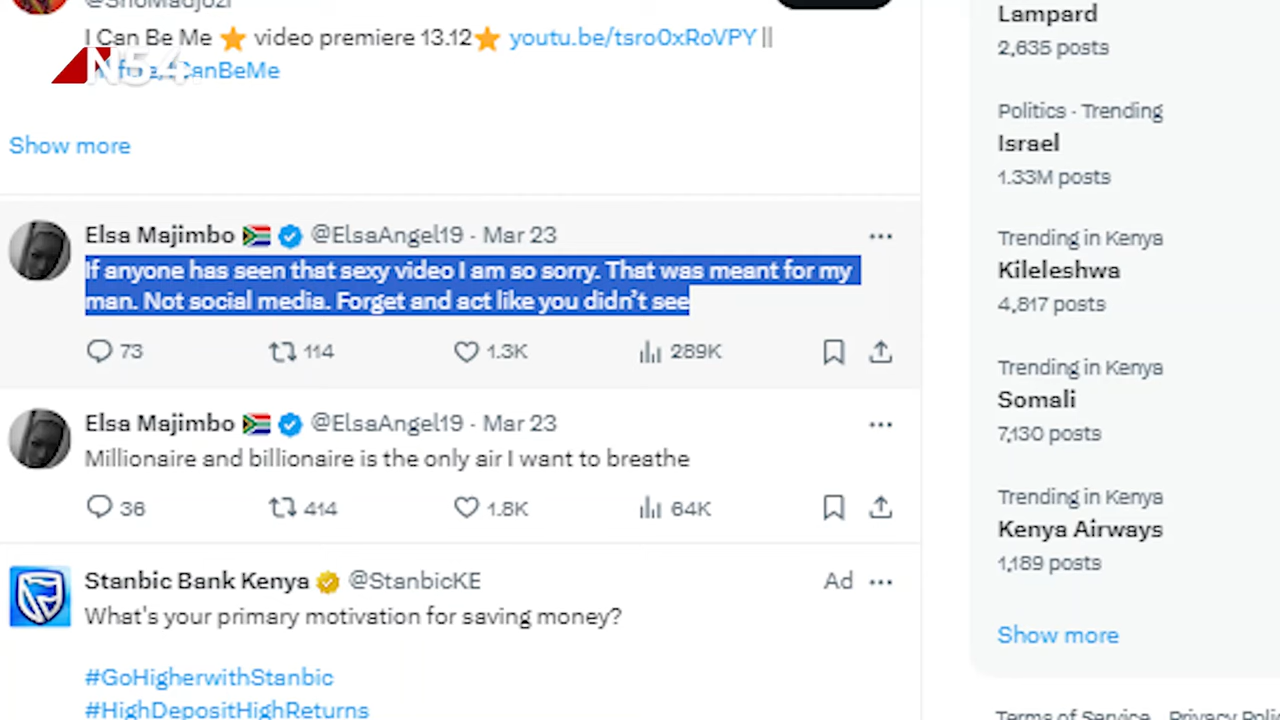 @ShoMadjozi
I Can Be Me ⭐ video premiere 13.12⭐ youtu.be/tsro0xRoVPY ||
CanBeMe
N54.
Show more
Elsa Majimbo 🇿🇦 @ElsaAngel19 · Mar 23
If anyone has seen that sexy video I am so sorry. That was meant for my
man. Not social media. Forget and act like you didn't see
73 114 1.3K 289K
Elsa Majimbo 🇿🇦 @ElsaAngel19 · Mar 23
Millionaire and billionaire is the only air I want to breathe
36 414 1.8K 64K
Stanbic Bank Kenya @StanbicKE Ad
What's your primary motivation for saving money?
#GoHigherwithStanbic
#HighDepositHighReturns
Lampard
2,635 posts
Politics · Trending
Israel
1.33M posts
Trending in Kenya
Kileleshwa
4,817 posts
Trending in Kenya
Somali
7,130 posts
Trending in Kenya
Kenya Airways
1,189 posts
Show more
Terms of Service Privacy